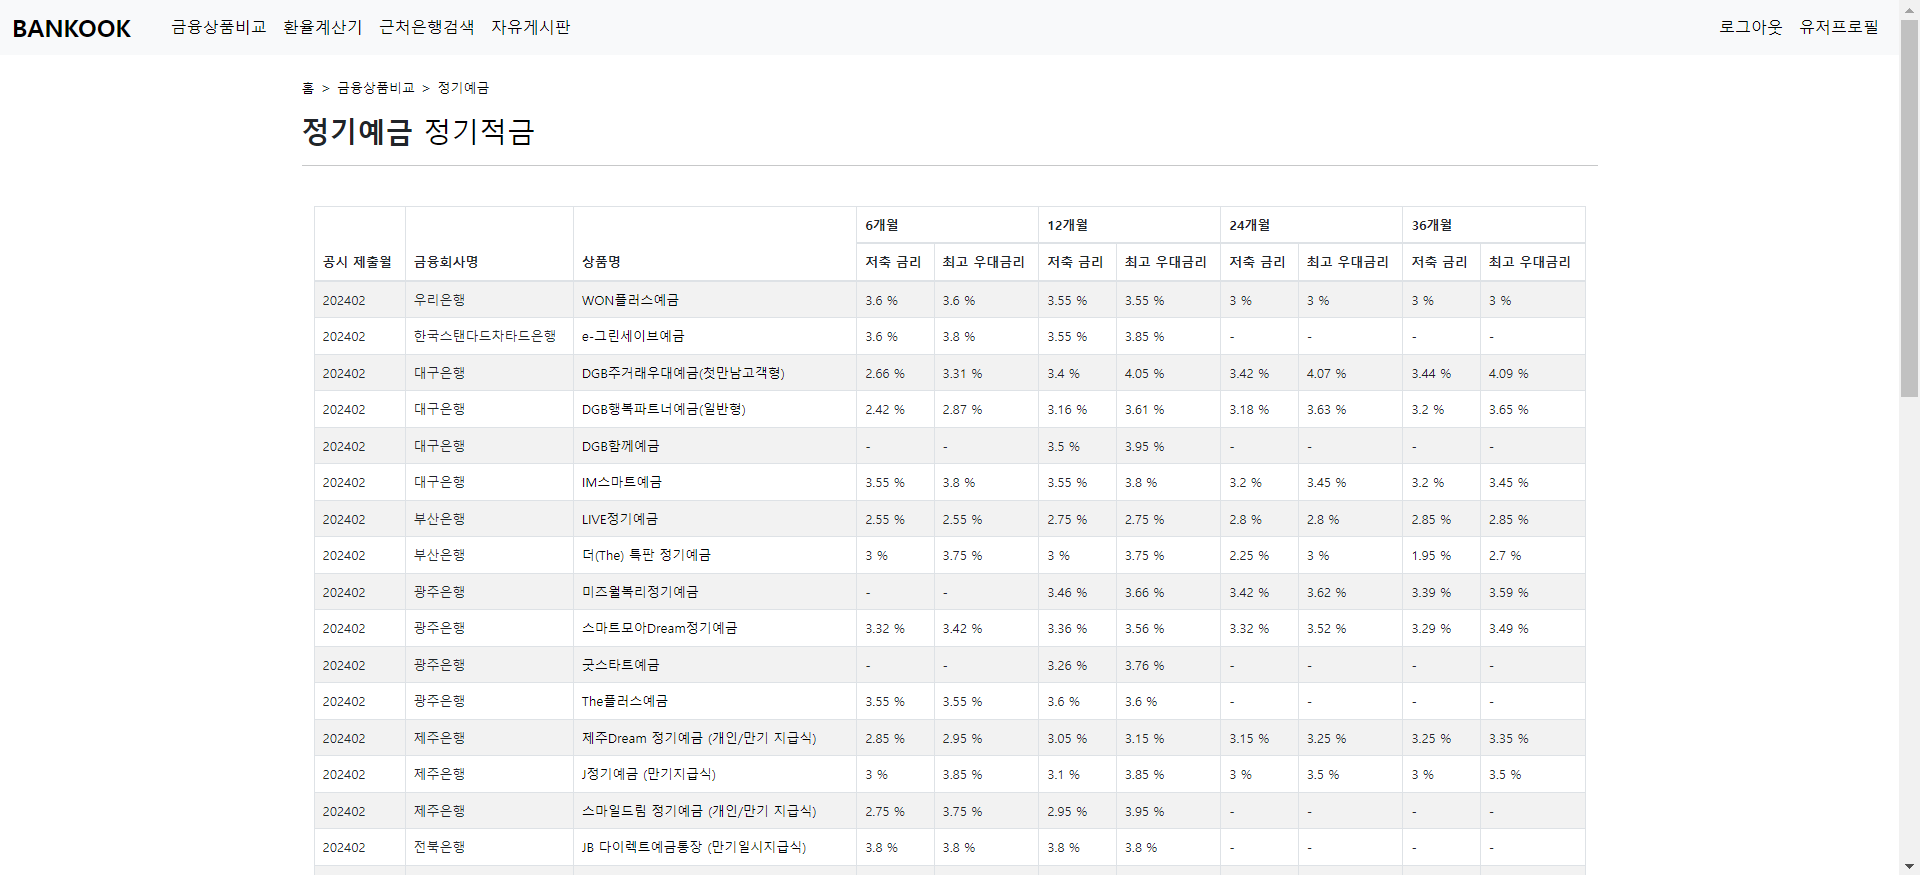 BANKOOK 금융상품비교 환율계산기 근처은행검색 자유게시판 로그아웃 유저프로필
홈 > 금융상품비교 > 정기예금
정기예금 정기적금
6개월 12개월 24개월 36개월
공시 제출월 금융회사명 상품명 저축 금리 최고 우대금리 저축 금리 최고 우대금리 저축 금리 최고 우대금리 저축 금리 최고 우대금리
202402 우리은행 WON플러스예금 3.6 % 3.6 % 3.55 % 3.55 % 3 % 3 % 3 % 3 %
202402 한국스탠다드차타드은행 e-그린세이브예금 3.6 % 3.8 % 3.55 % 3.85 % - - - -
202402 대구은행 DGB주거래우대예금(첫만남고객형) 2.66 % 3.31 % 3.4 % 4.05 % 3.42 % 4.07 % 3.44 % 4.09 %
202402 대구은행 DGB행복파트너예금(일반형) 2.42 % 2.87 % 3.16 % 3.61 % 3.18 % 3.63 % 3.2 % 3.65 %
202402 대구은행 DGB함께예금 - - 3.5 % 3.95 % - - - -
202402 대구은행 IM스마트예금 3.55 % 3.8 % 3.55 % 3.8 % 3.2 % 3.45 % 3.2 % 3.45 %
202402 부산은행 LIVE정기예금 2.55 % 2.55 % 2.75 % 2.75 % 2.8 % 2.8 % 2.85 % 2.85 %
202402 부산은행 더(The) 특판 정기예금 3 % 3.75 % 3 % 3.75 % 2.25 % 3 % 1.95 % 2.7 %
202402 광주은행 미즈월복리정기예금 - - 3.46 % 3.66 % 3.42 % 3.62 % 3.39 % 3.59 %
202402 광주은행 스마트모아Dream정기예금 3.32 % 3.42 % 3.36 % 3.56 % 3.32 % 3.52 % 3.29 % 3.49 %
202402 광주은행 굿스타트예금 - - 3.26 % 3.76 % - - - -
202402 광주은행 The플러스예금 3.55 % 3.55 % 3.6 % 3.6 % - - - -
202402 제주은행 제주Dream 정기예금 (개인/만기 지급식) 2.85 % 2.95 % 3.05 % 3.15 % 3.15 % 3.25 % 3.25 % 3.35 %
202402 제주은행 J정기예금 (만기지급식) 3 % 3.85 % 3.1 % 3.85 % 3 % 3.5 % 3 % 3.5 %
202402 제주은행 스마일드림 정기예금 (개인/만기 지급식) 2.75 % 3.75 % 2.95 % 3.95 % - - - -
202402 전북은행 JB 다이렉트예금통장 (만기일시지급식) 3.8 % 3.8 % 3.8 % 3.8 % - - - -